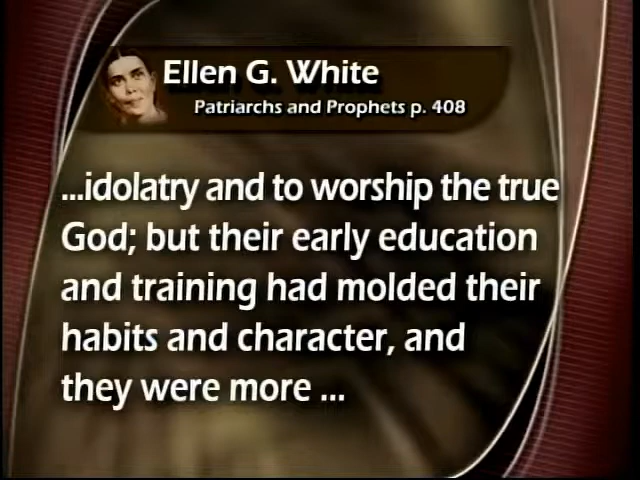 Ellen G. White
Patriarchs and Prophets p. 408
...idolatry and to worship the true
God; but their early education
and training had molded their
habits and character, and
they were more ...